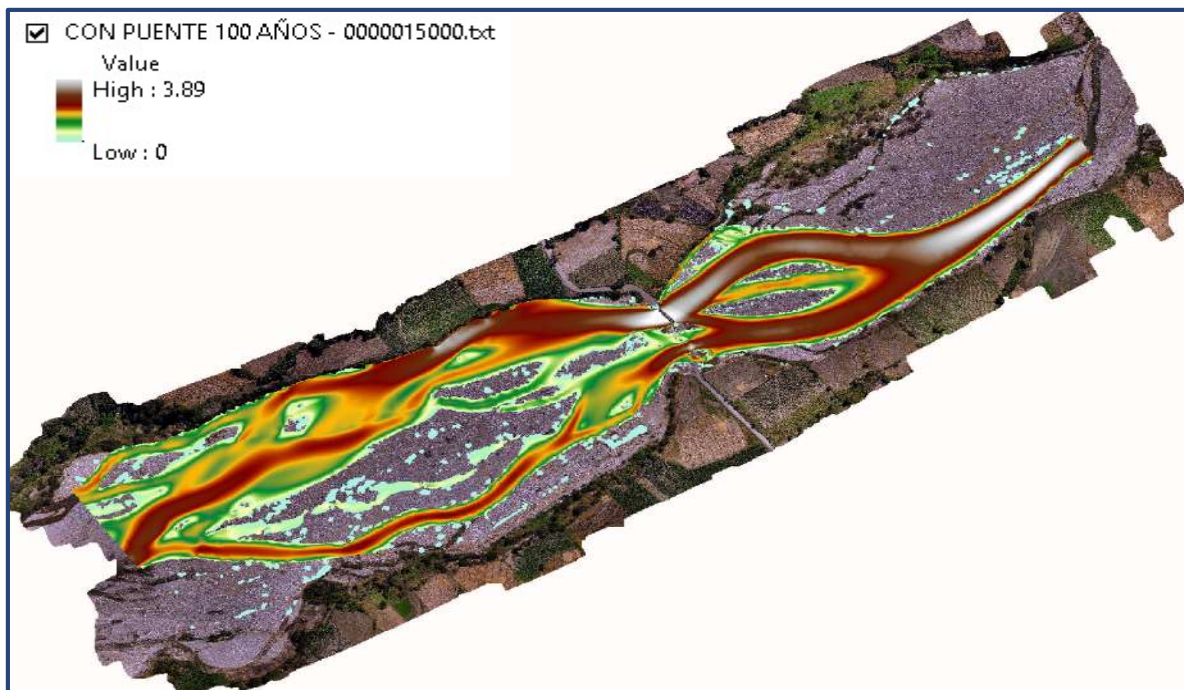 CON PUENTE 100 AÑOS - 0000015000.txt
Value
High : 3.89
Low : 0